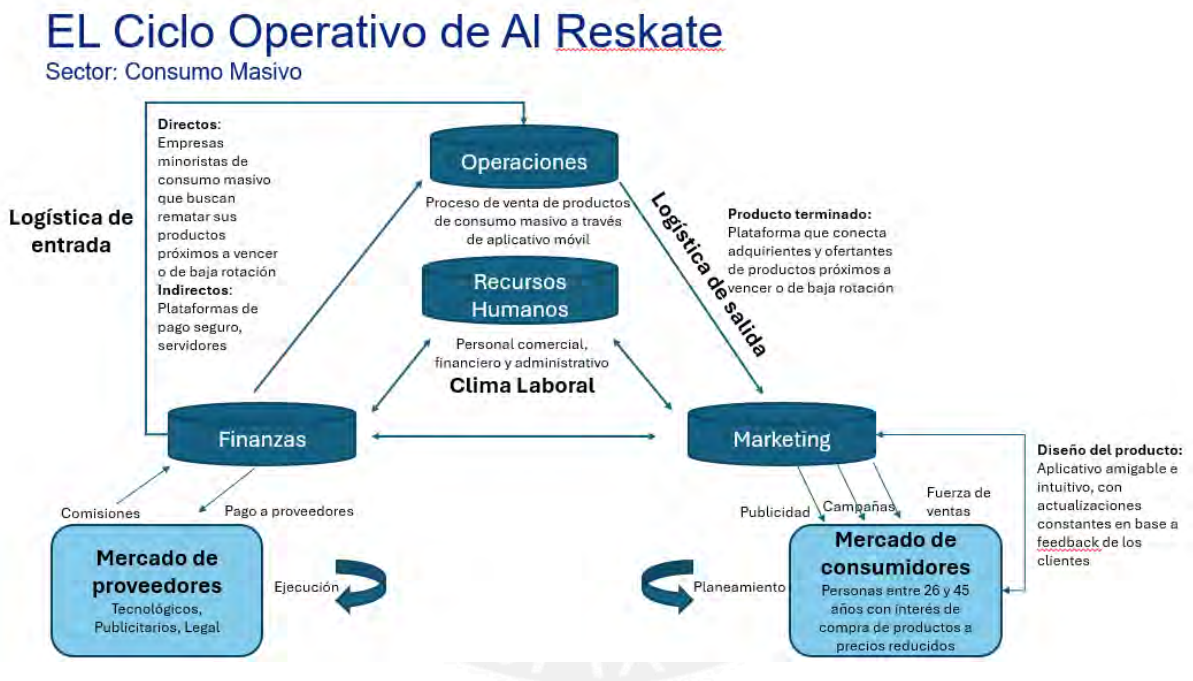 EL Ciclo Operativo de Al Reskate
Sector: Consumo Masivo
Directos:
Empresas
minoristas de
consumo masivo
que buscan
rematar sus
productos
próximos a vencer
o de baja rotación
Indirectos:
Plataformas de
pago seguro,
servidores
Logística de
entrada
Operaciones
Proceso de venta de productos
de consumo masivo a través
de aplicativo móvil
Recursos
Humanos
Personal comercial,
financiero y administrativo
Clima Laboral
Logística de salida
Producto terminado:
Plataforma que conecta
adquirientes y ofertantes
de productos próximos a
vencer o de baja rotación
Finanzas
Marketing
Comisiones
Pago a proveedores
Mercado de
proveedores
Tecnológicos,
Publicitarios, Legal
Ejecución
Planeamiento
Publicidad
Campañas
Fuerza de
ventas
Mercado de
consumidores
Personas entre 26 y 45
años con interés de
compra de productos a
precios reducidos
Diseño del producto:
Aplicativo amigable e
intuitivo, con
actualizaciones
constantes en base a
feedback de los
clientes